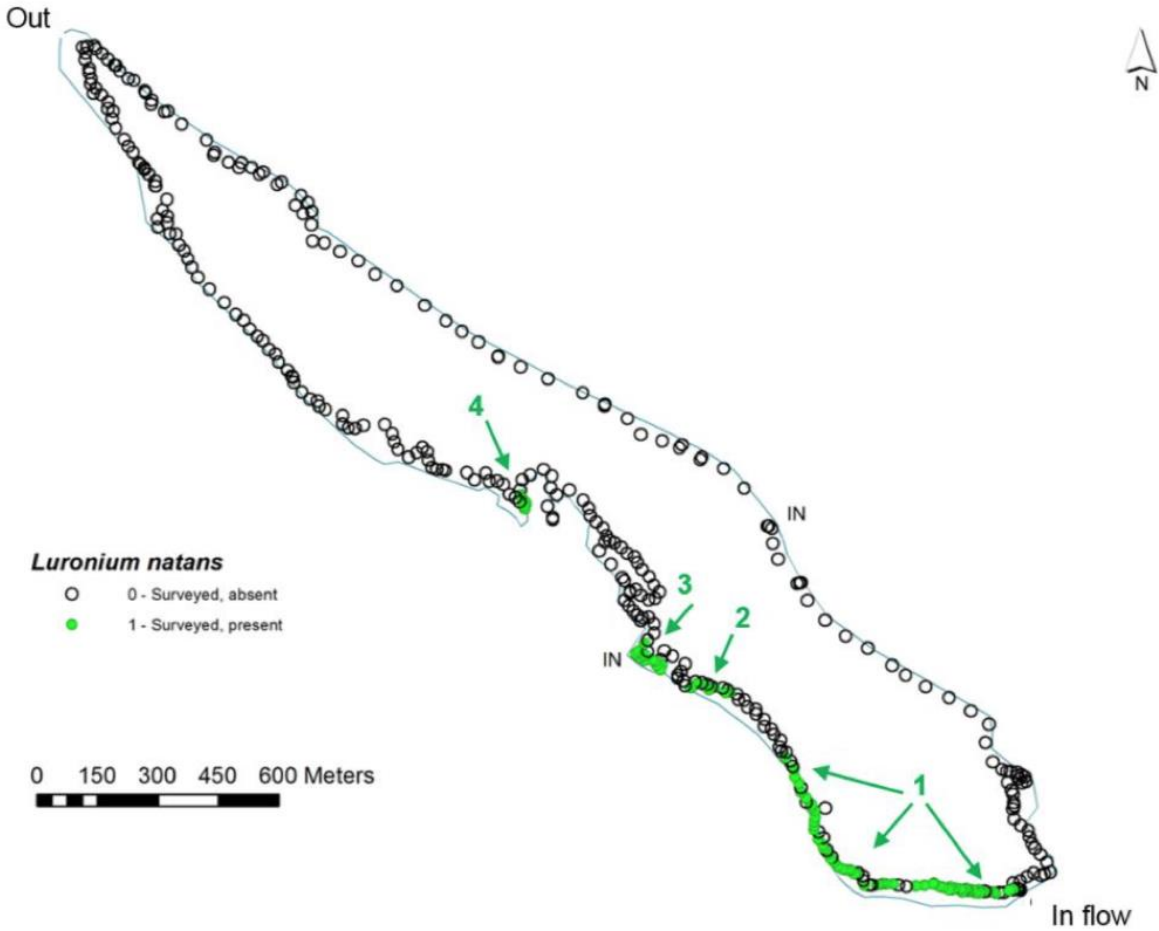 Out
N
4
IN
Luronium natans
0 - Surveyed, absent
1 - Surveyed, present
3
2
IN
0 150 300 450 600 Meters
1
In flow